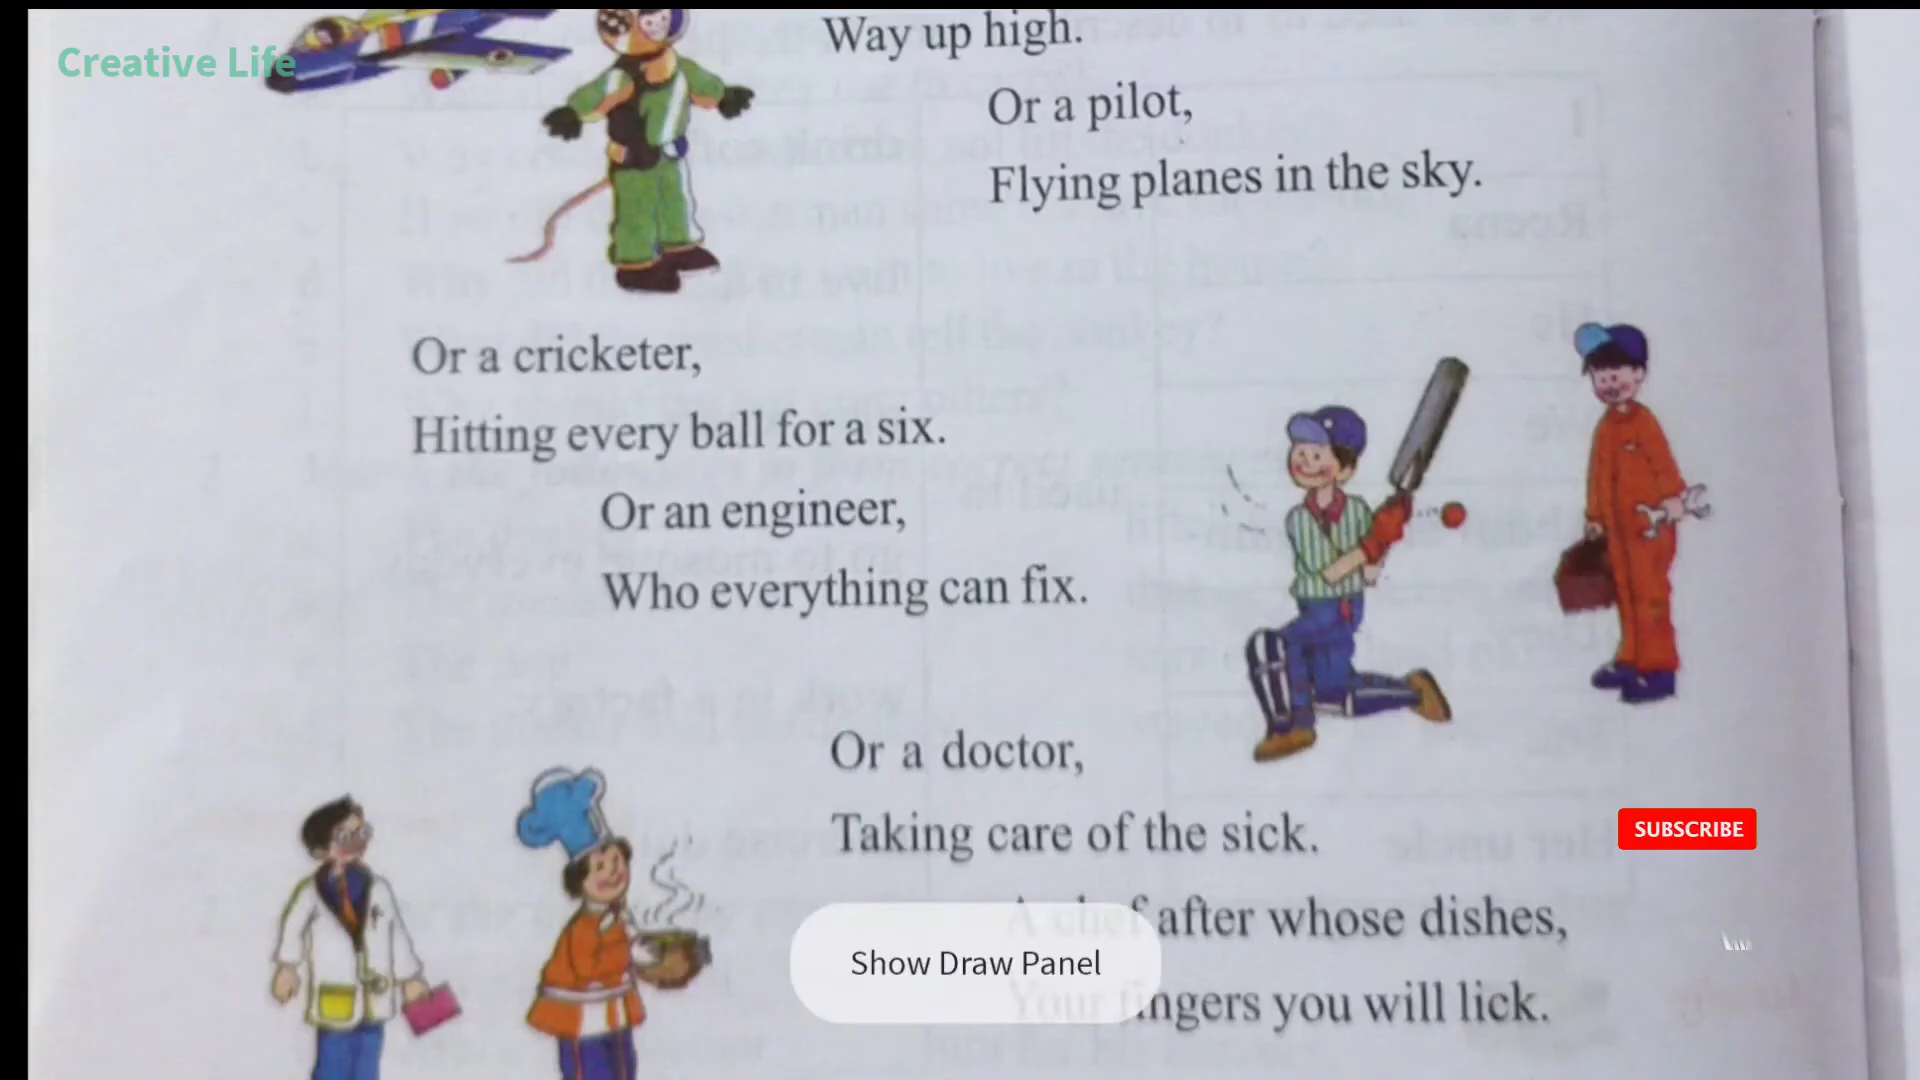 Creative Life
Way up high.
Or a pilot,
Flying planes in the sky.
Or a cricketer,
Hitting every ball for a six.
Or an engineer,
Who everything can fix.
Or a doctor,
Taking care of the sick.
SUBSCRIBE
A chef after whose dishes,
Show Draw Panel
Your fingers you will lick.